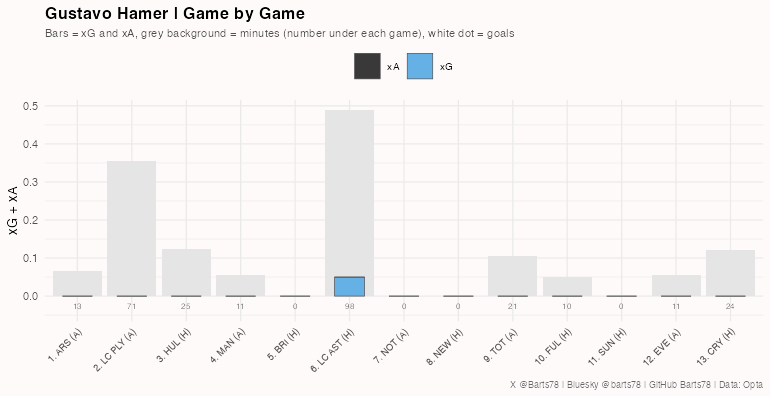 Gustavo Hamer | Game by Game
Bars = xG and xA, grey background = minutes (number under each game), white dot = goals
xA xG
xG + xA
0.5
0.4
0.3
0.2
0.1
0.0
13 71 25 11 0 98 0 0 21 10 0 11 24
1. ARS (A)
2. LC PLY (A)
3. HUL (H)
4. MAN (A)
5. BRI (H)
6. LC AST (H)
7. NOT (A)
8. NEW (H)
9. TOT (A)
10. FUL (H)
11. SUN (H)
12. EVE (A)
13. CRY (H)
X @Barts78 | Bluesky @barts78 | GitHub Barts78 | Data: Opta